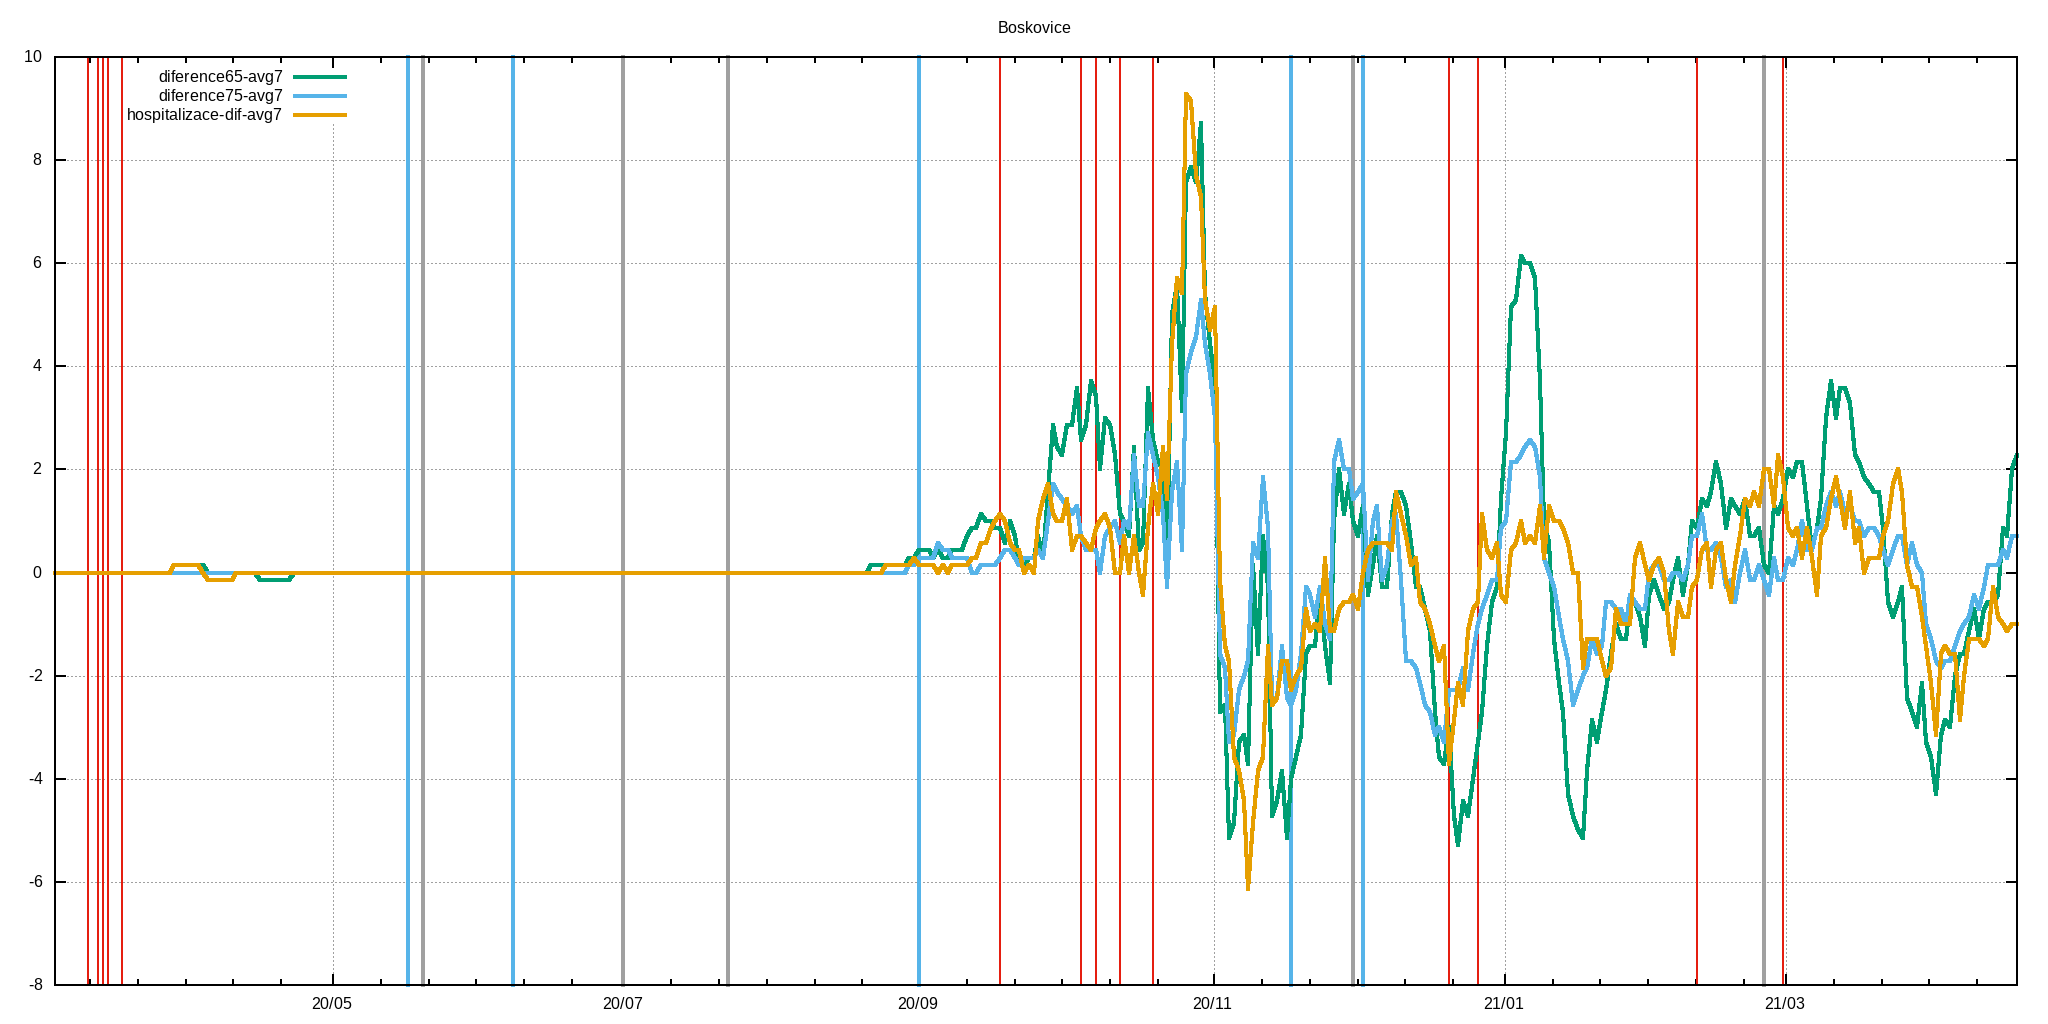 Boskovice
10
8
6
4
2
0
-2
-4
-6
-8
diference65-avg7
diference75-avg7
hospitalizace-dif-avg7
20/05 20/07 20/09 20/11 21/01 21/03